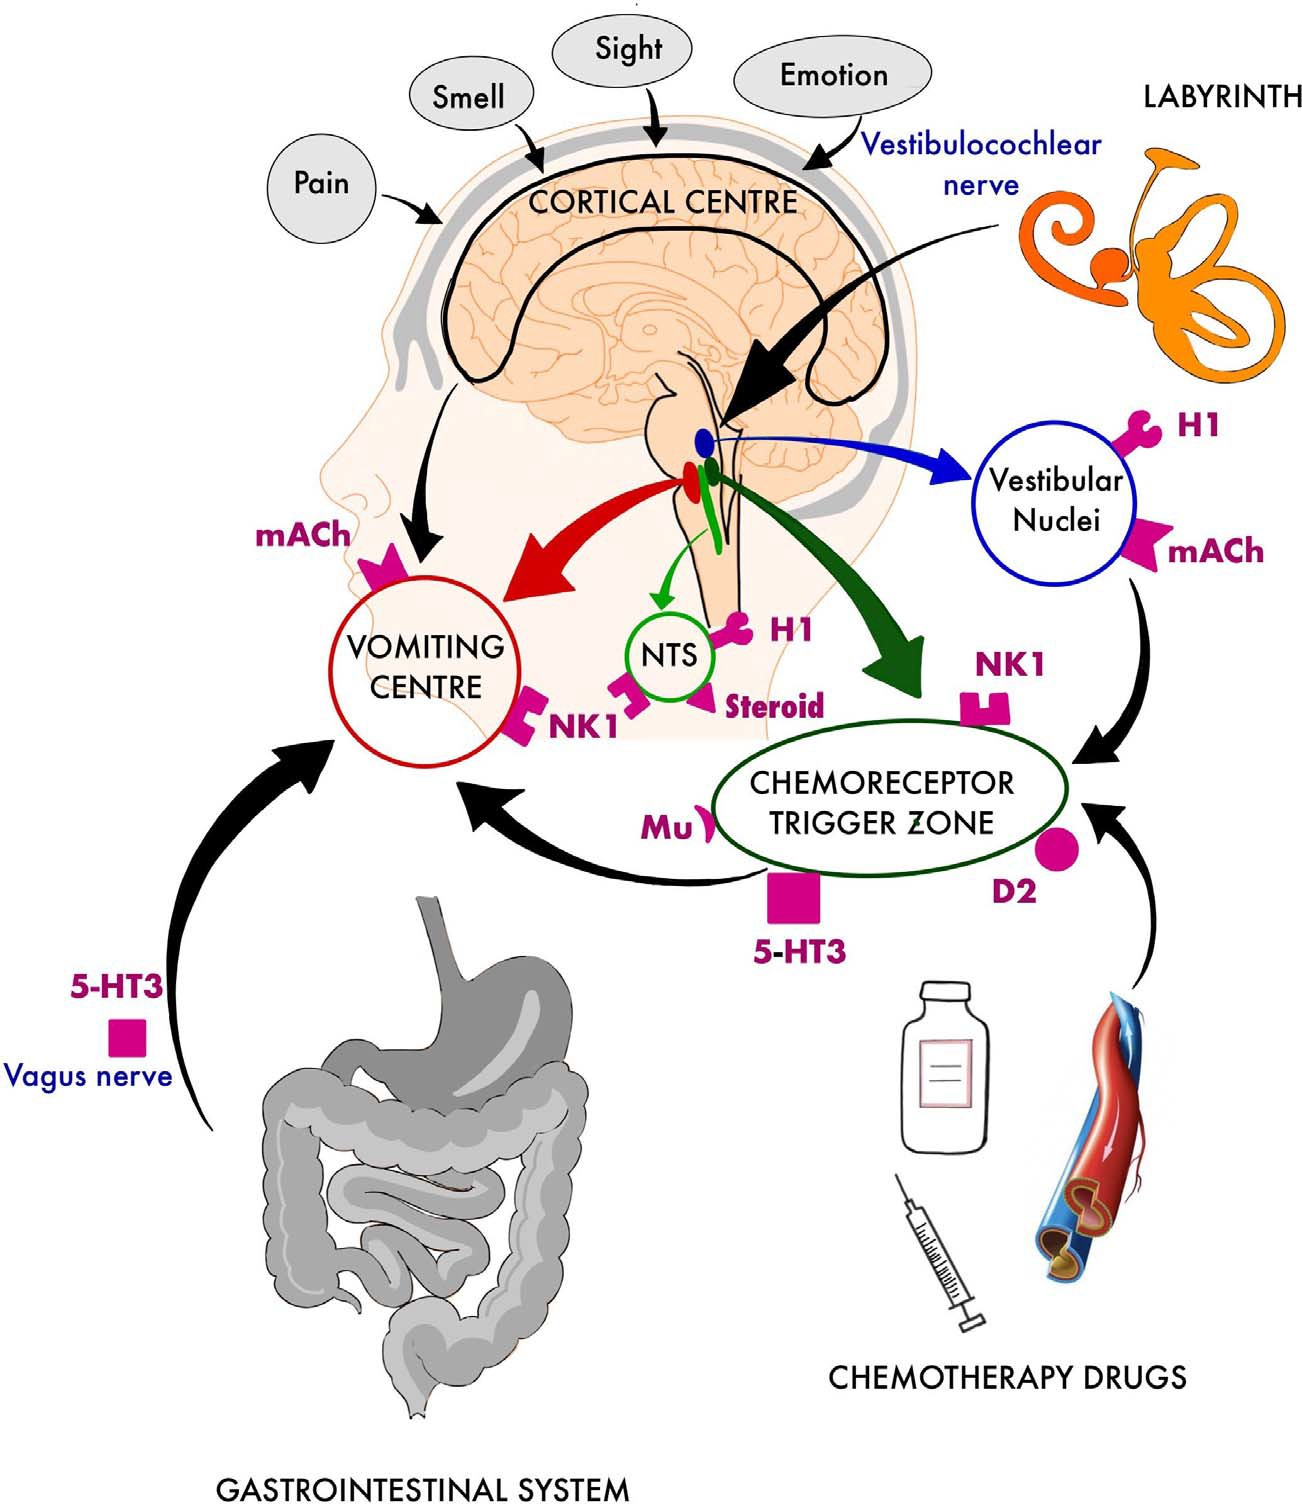 Sight
Smell
Emotion
Pain
LABYRINTH
Vestibulocochlear
nerve
CORTICAL CENTRE
H1
Vestibular
Nuclei
mACh
mACh
VOMITING
CENTRE
NTS
H1
NK1
Steroid
NK1
CHEMORECEPTOR
TRIGGER ZONE
Mu
D2
5-HT3
5-HT3
Vagus nerve
CHEMOTHERAPY DRUGS
GASTROINTESTINAL SYSTEM